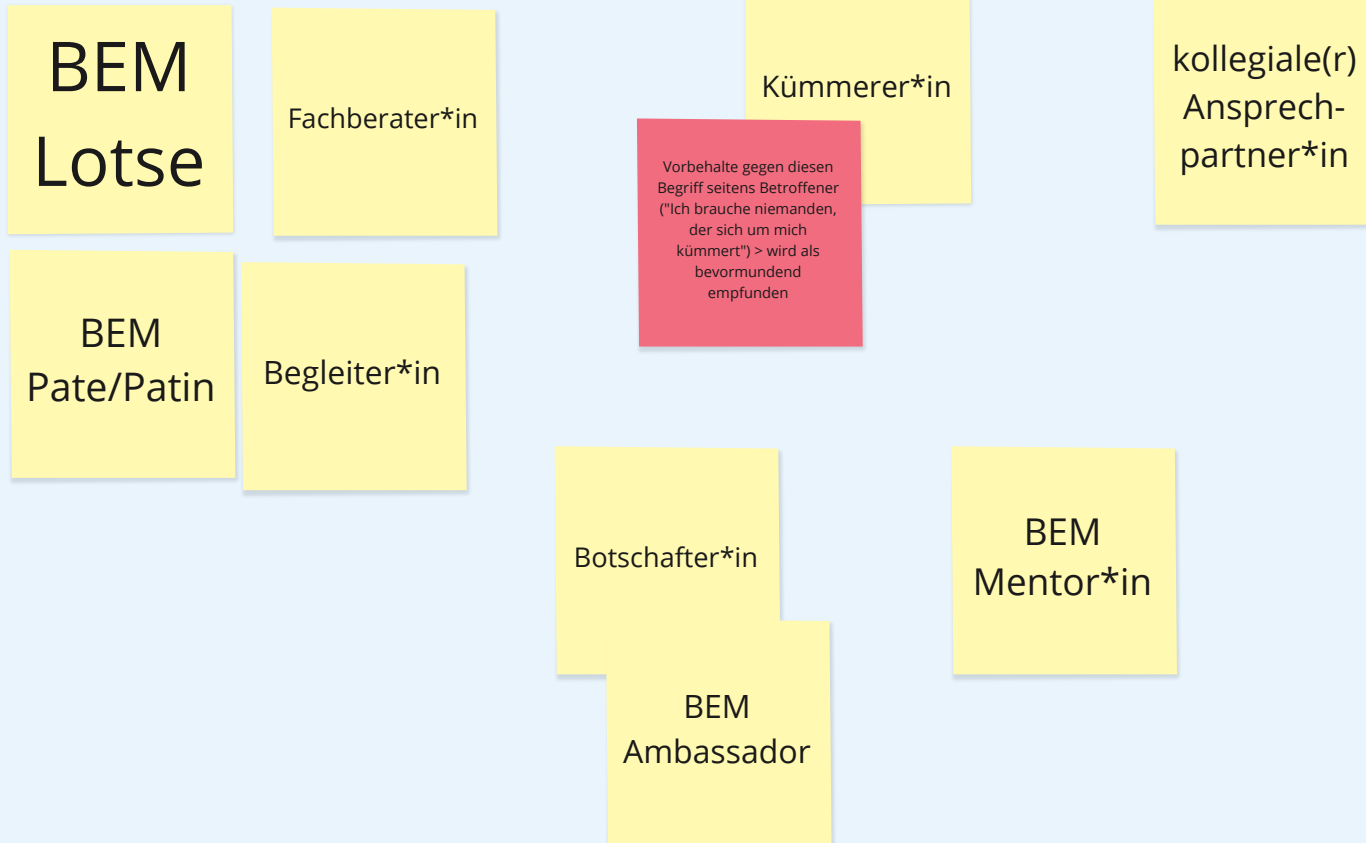 BEM
Lotse
Fachberater*in
Kümmerer*in
kollegiale(r)
Ansprech-
partner*in
Vorbehalte gegen diesen
Begriff seitens Betroffener
("Ich brauche niemanden,
der sich um mich
kümmert") > wird als
bevormundend
empfunden
BEM
Pate/Patin
Begleiter*in
Botschafter*in
BEM
Mentor*in
BEM
Ambassador